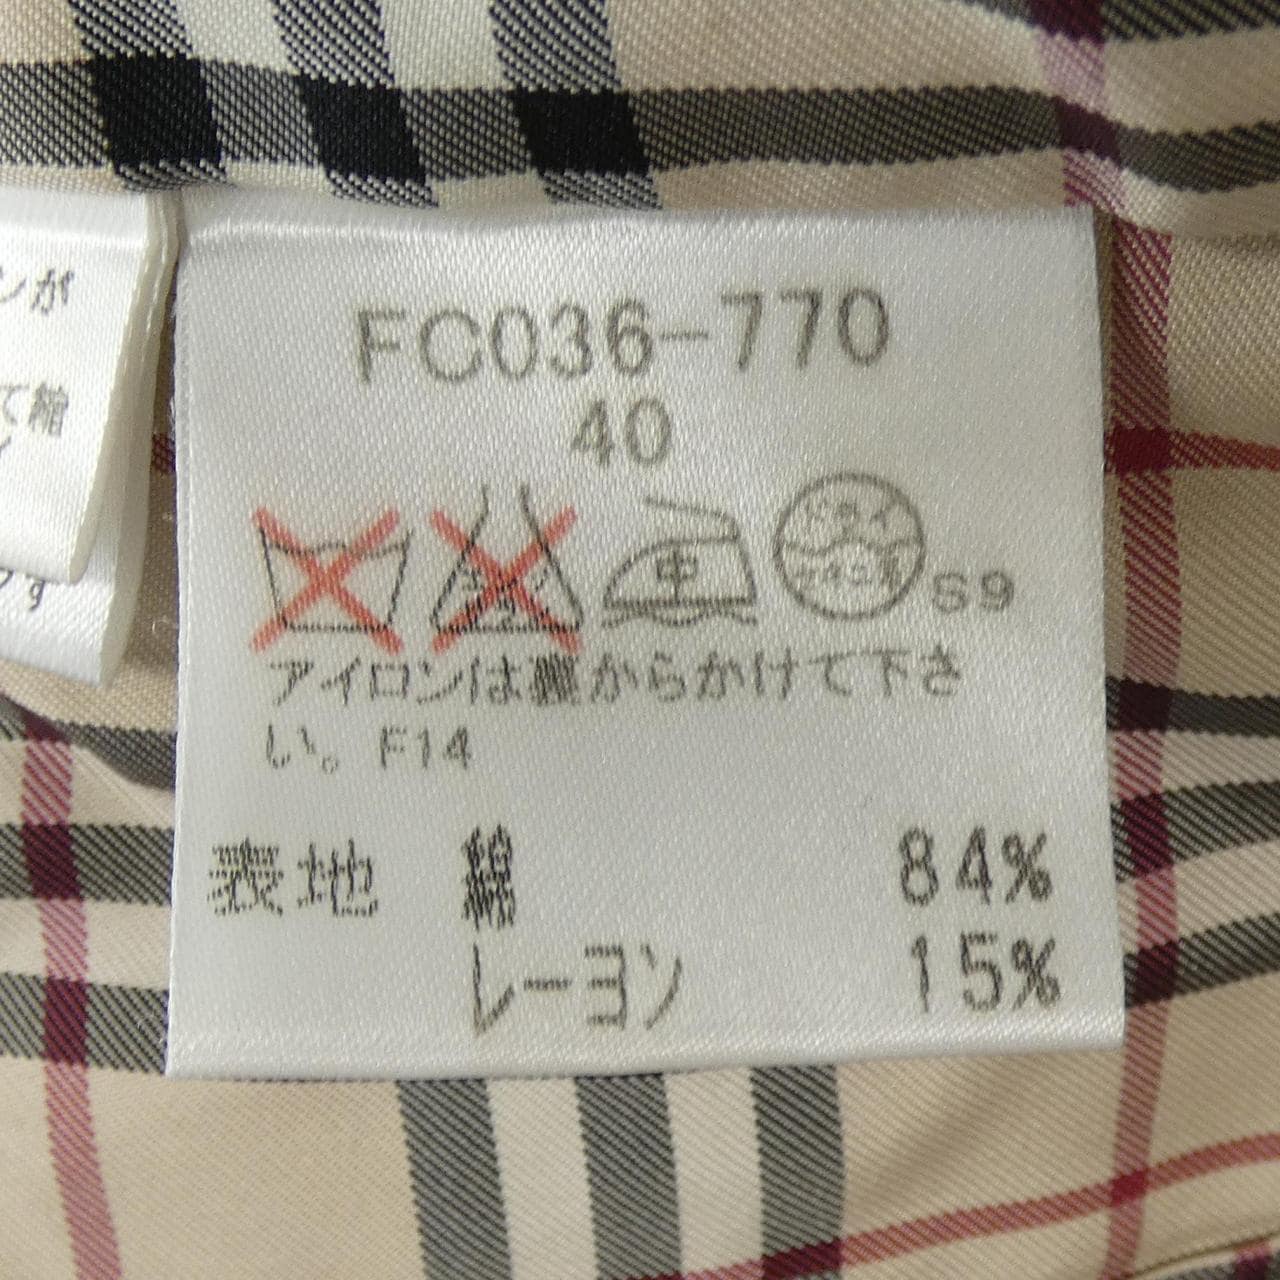 ンが
て縮
FC036-770
40
中
ドライ
S9
アイロンは裏からかけて下さ
い。F14
表地 綿 84%
レーヨン 15%